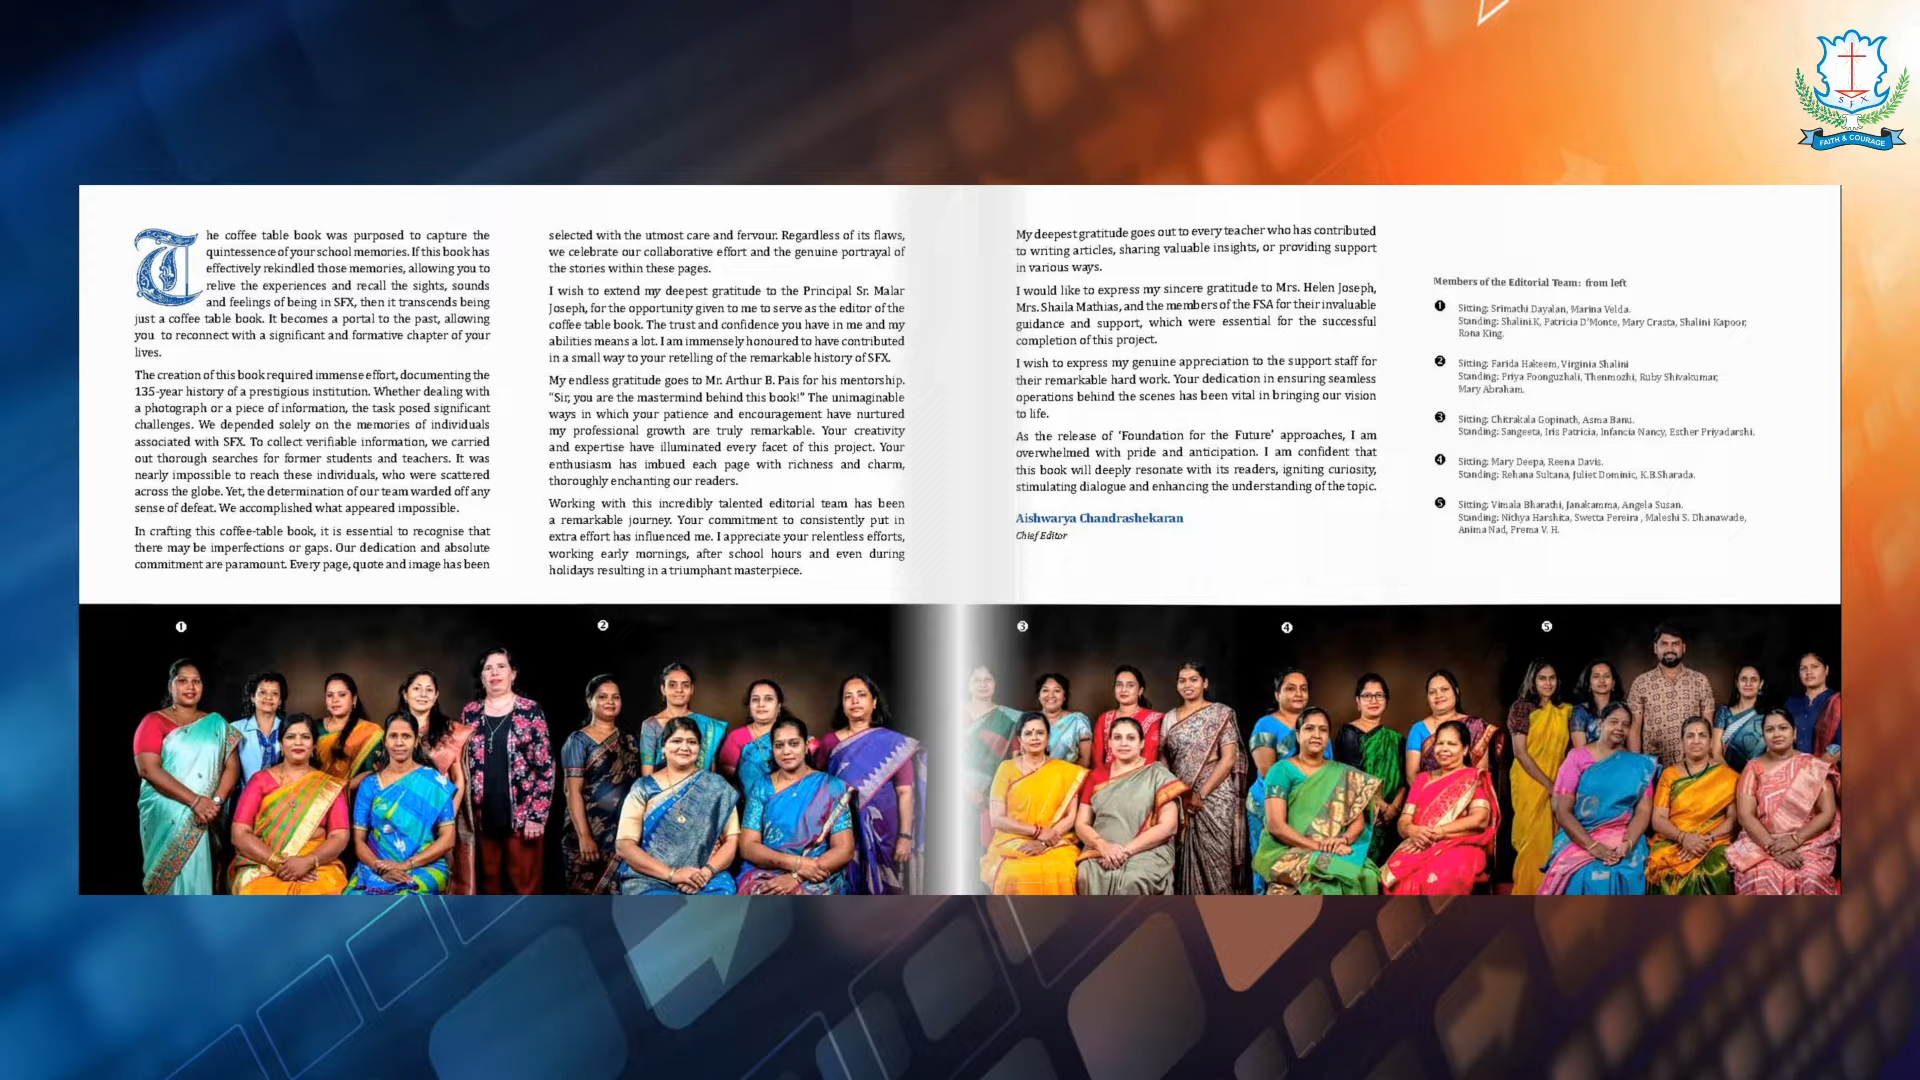 The coffee table book was purposed to capture the
quintessence of your school memories. If this book has
effectively rekindled those memories, allowing you to
relive the experiences and recall the sights, sounds
and feelings of being in SFX, then it transcends being
just a coffee table book. It becomes a portal to the past, allowing
you to reconnect with a significant and formative chapter of your
lives.
The creation of this book required immense effort, documenting the
135-year history of a prestigious institution. Whether dealing with
a photograph or a piece of information, the task posed significant
challenges. We depended solely on the memories of individuals
associated with SFX. To collect verifiable information, we carried
out thorough searches for former students and teachers. It was
nearly impossible to reach these individuals, who were scattered
across the globe. Yet, the determination of our team warded off any
sense of defeat. We accomplished what appeared impossible.
In crafting this coffee-table book, it is essential to recognise that
there may be imperfections or gaps. Our dedication and absolute
commitment are paramount. Every page, quote and image has been
selected with the utmost care and fervour. Regardless of its flaws,
we celebrate our collaborative effort and the genuine portrayal of
the stories within these pages.
I wish to extend my deepest gratitude to the Principal Sr. Malar
Joseph, for the opportunity given to me to serve as the editor of the
coffee table book. The trust and confidence you have in me and my
abilities means a lot. I am immensely honoured to have contributed
in a small way to your retelling of the remarkable history of SFX.
My endless gratitude goes to Mr. Arthur B. Pais for his mentorship.
“Sir, you are the mastermind behind this book!” The unimaginable
ways in which your patience and encouragement have nurtured
my professional growth are truly remarkable. Your creativity
and expertise have illuminated every facet of this project. Your
enthusiasm has imbued each page with richness and charm,
thoroughly enchanting our readers.
Working with this incredibly talented editorial team has been
a remarkable journey. Your commitment to consistently put in
extra effort has influenced me. I appreciate your relentless efforts,
working early mornings, after school hours and even during
holidays resulting in a triumphant masterpiece.
My deepest gratitude goes out to every teacher who has contributed
to writing articles, sharing valuable insights, or providing support
in various ways.
I would like to express my sincere gratitude to Mrs. Helen Joseph,
Mrs. Shaila Mathias, and the members of the FSA for their invaluable
guidance and support, which were essential for the successful
completion of this project.
I wish to express my genuine appreciation to the support staff for
their remarkable hard work. Your dedication in ensuring seamless
operations behind the scenes has been vital in bringing our vision
to life.
As the release of ‘Foundation for the Future’ approaches, I am
overwhelmed with pride and anticipation. I am confident that
this book will deeply resonate with its readers, igniting curiosity,
stimulating dialogue and enhancing the understanding of the topic.
Aishwarya Chandrashekaran
Chief Editor
Members of the Editorial Team: from left
1 Sitting: Srimathi Dayalan, Marina Velda.
Standing: Shalini.K, Patricia D’Monte, Mary Crasta, Shalini Kapoor,
Rona King.
2 Sitting: Farida Hakeem, Virginia Shalini
Standing: Priya Poonguzhali, Thenmozhi, Ruby Shivakumar,
Mary Abraham.
3 Sitting: Chitrakala Gopinath, Asma Banu.
Standing: Sangeeta, Iris Patricia, Infancia Nancy, Esther Priyadarshi.
4 Sitting: Mary Deepa, Reena Davis.
Standing: Rehana Sultana, Juliet Dominic, K.B.Sharada.
5 Sitting: Vimala Bharathi, Janakamma, Angela Susan.
Standing: Nithya Harshita, Swetta Pereira , Maleshi S. Dhanawade,
Anima Nad, Prema V. H.
1
2
3
4
5
SFX
FAITH & COURAGE